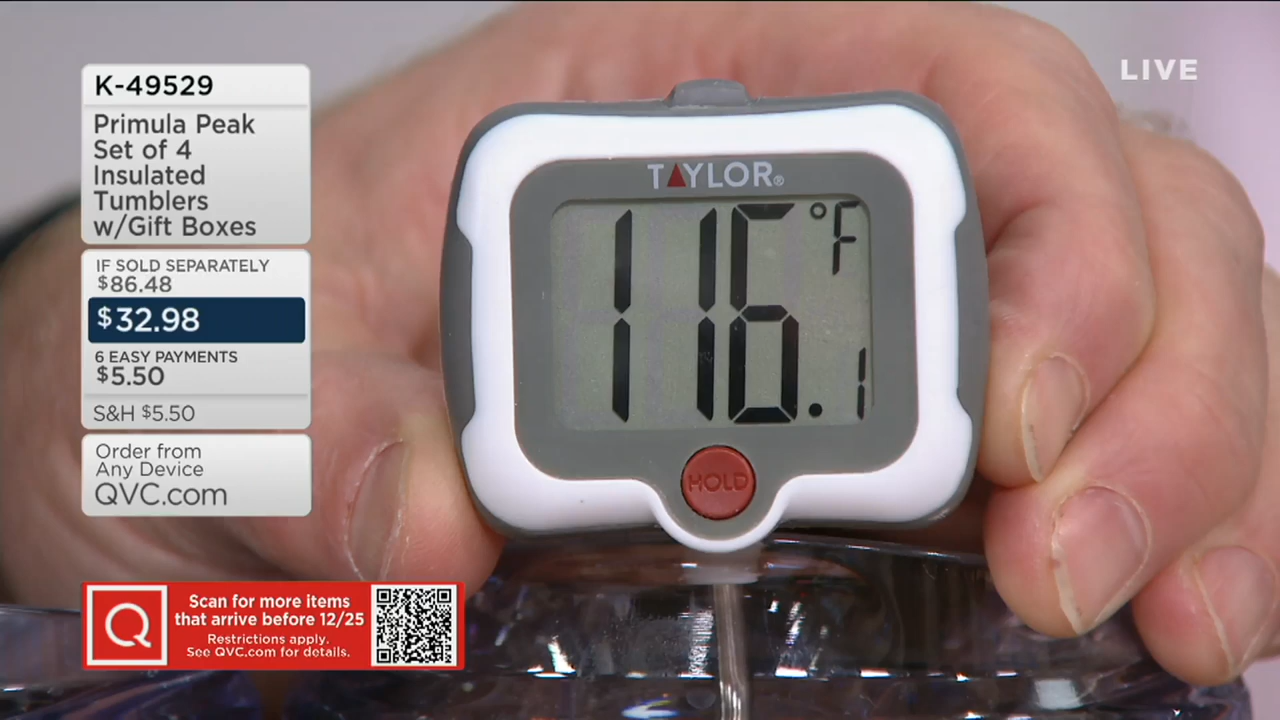 K-49529
Primula Peak
Set of 4
Insulated
Tumblers
w/Gift Boxes
IF SOLD SEPARATELY
$86.48
$32.98
6 EASY PAYMENTS
$5.50
S&H $5.50
Order from
Any Device
QVC.com
LIVE
TAYLOR®
116.1 °F
HOLD
Q
Scan for more items
that arrive before 12/25
Restrictions apply.
See QVC.com for details.